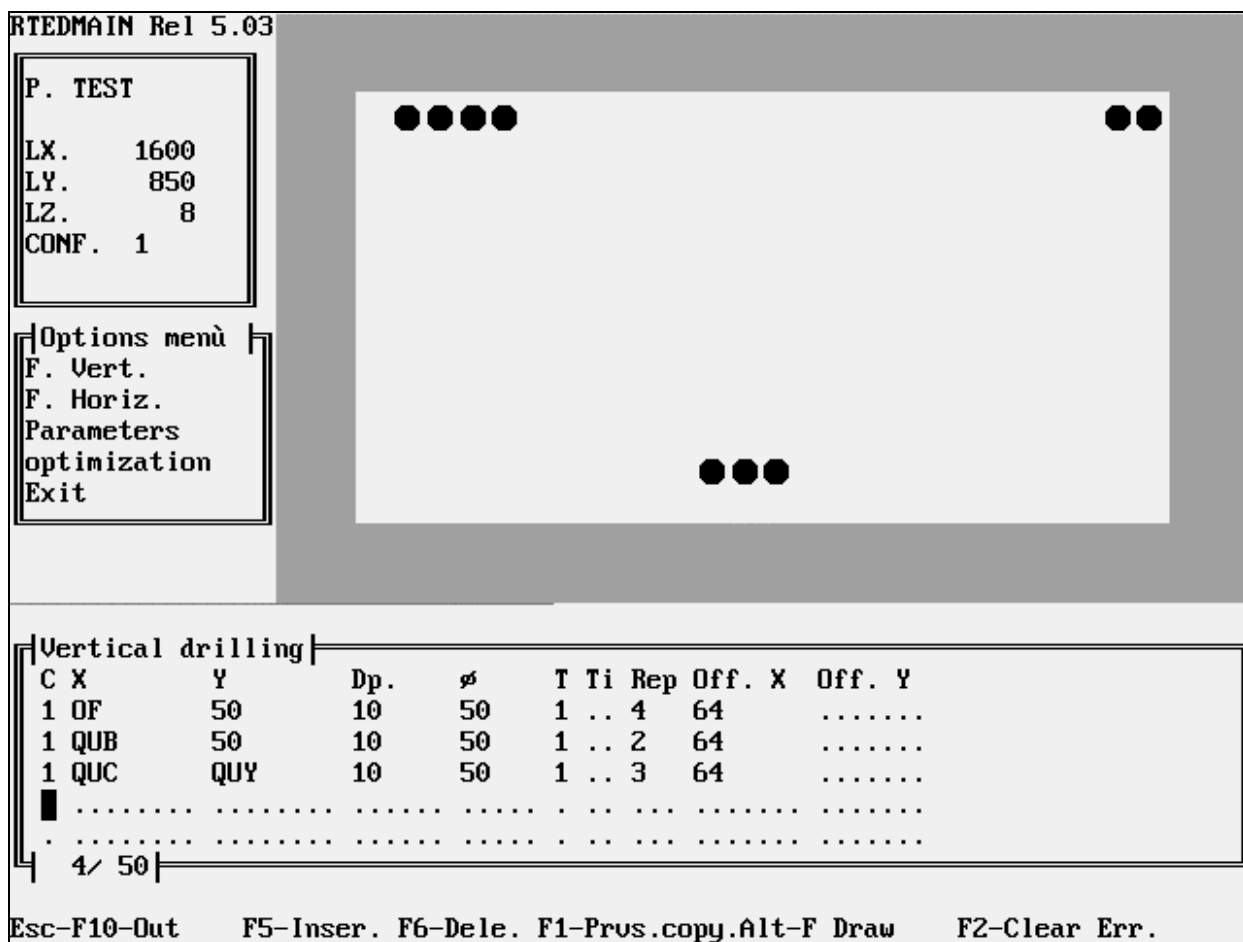 RTEDMAIN Rel 5.03
P. TEST
LX. 1600
LY. 850
LZ. 8
CONF. 1
Options menù
F. Vert.
F. Horiz.
Parameters
optimization
Exit
Vertical drilling
C X Y Dp. ø T Ti Rep Off. X Off. Y
1 OF 50 10 50 1 .. 4 64 .......
1 QUB 50 10 50 1 .. 2 64 .......
1 QUC QUY 10 50 1 .. 3 64 .......
........ ........ ...... ..... . .. ... ....... .......
. ........ ........ ...... ..... . .. ... ....... .......
4/ 50
Esc-F10-Out F5-Inser. F6-Dele. F1-Prvs.copy.Alt-F Draw F2-Clear Err.